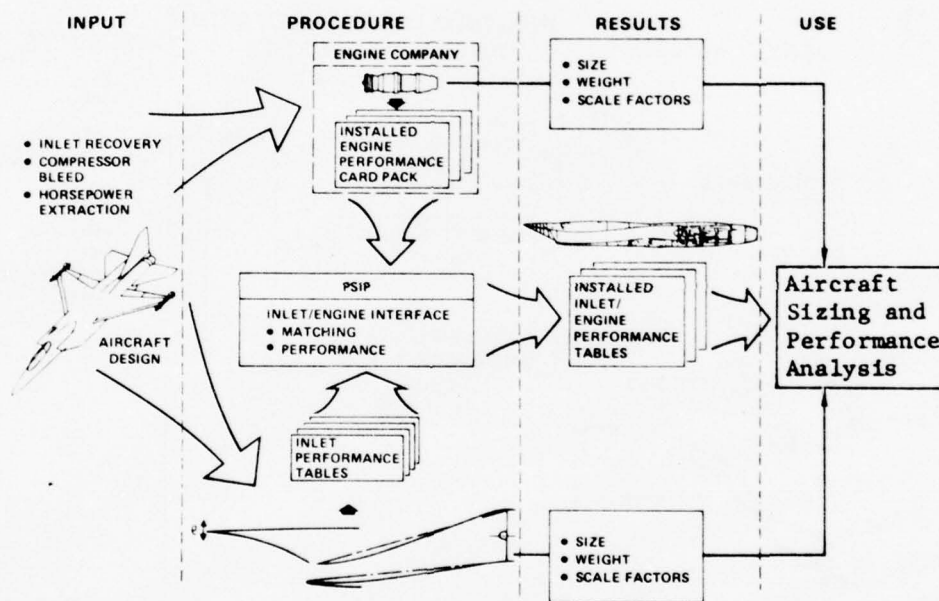 INPUT
PROCEDURE
RESULTS
USE
ENGINE COMPANY
• SIZE
• WEIGHT
• SCALE FACTORS
• INLET RECOVERY
• COMPRESSOR
BLEED
• HORSEPOWER
EXTRACTION
INSTALLED
ENGINE
PERFORMANCE
CARD PACK
AIRCRAFT
DESIGN
PSIP
INLET/ENGINE INTERFACE
• MATCHING
• PERFORMANCE
INSTALLED
INLET/
ENGINE
PERFORMANCE
TABLES
Aircraft
Sizing and
Performance
Analysis
INLET
PERFORMANCE
TABLES
• SIZE
• WEIGHT
• SCALE FACTORS